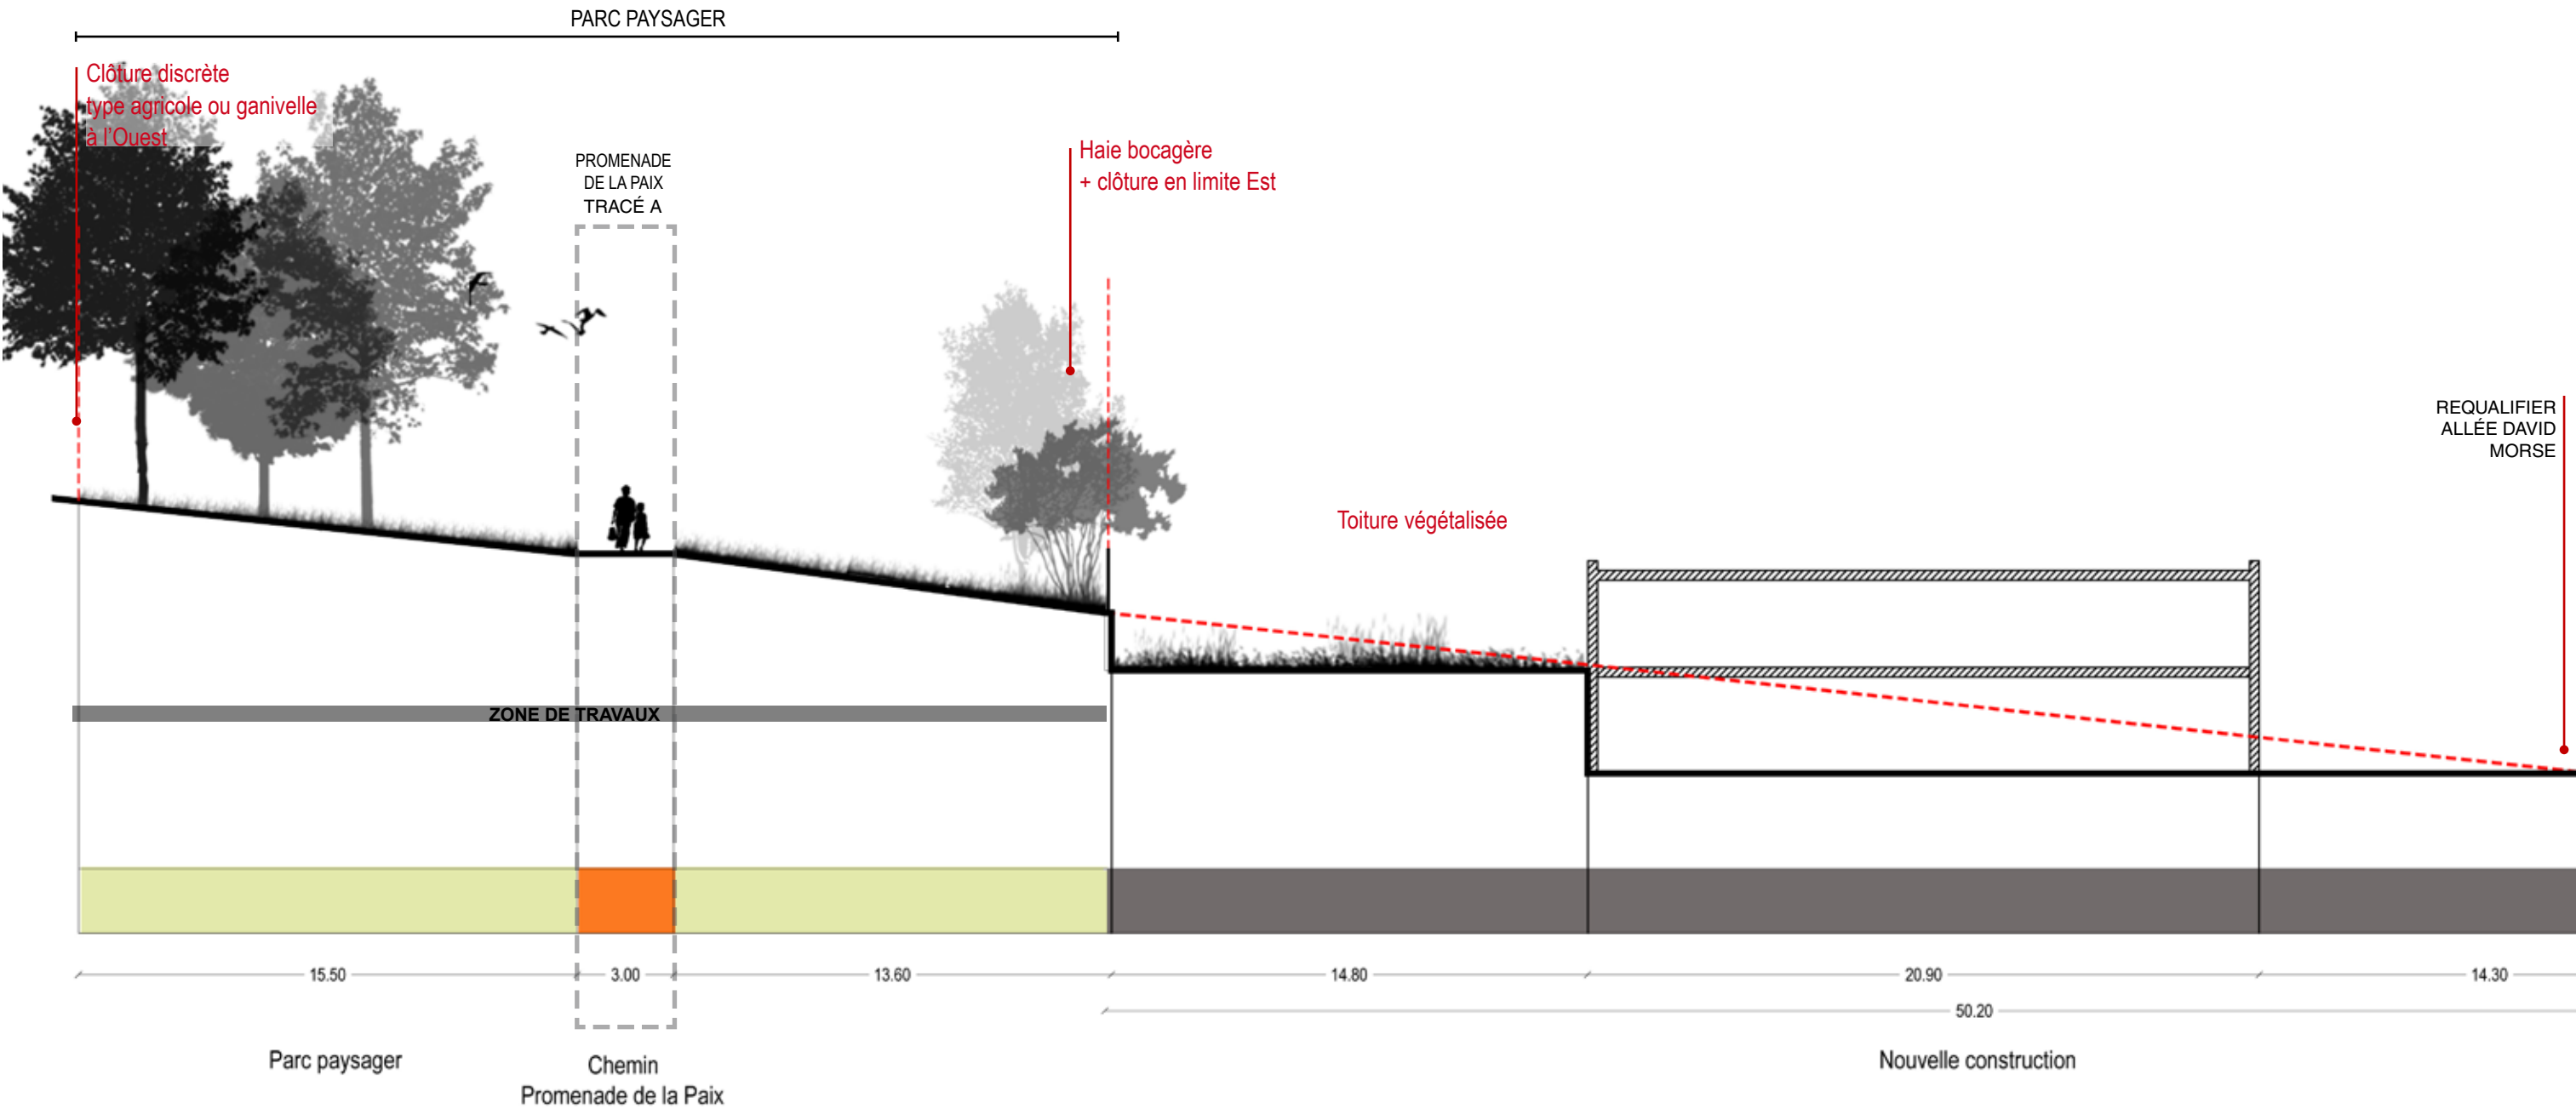 PARC PAYSAGER
Clôture discrète
type agricole ou ganivelle
à l'Ouest
PROMENADE
DE LA PAIX
TRACÉ A
Haie bocagère
+ clôture en limite Est
REQUALIFIER
ALLÉE DAVID
MORSE
Toiture végétalisée
ZONE DE TRAVAUX
15.50
3.00
13.60
14.80
20.90
14.30
50.20
Parc paysager
Chemin
Promenade de la Paix
Nouvelle construction